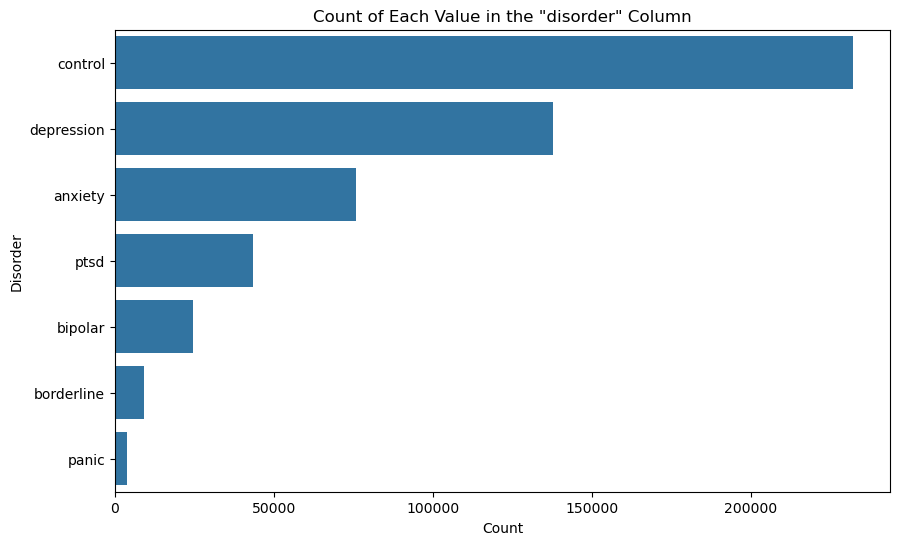 Count of Each Value in the "disorder" Column
control
depression
anxiety
ptsd
bipolar
borderline
panic
Disorder
0 50000 100000 150000 200000
Count